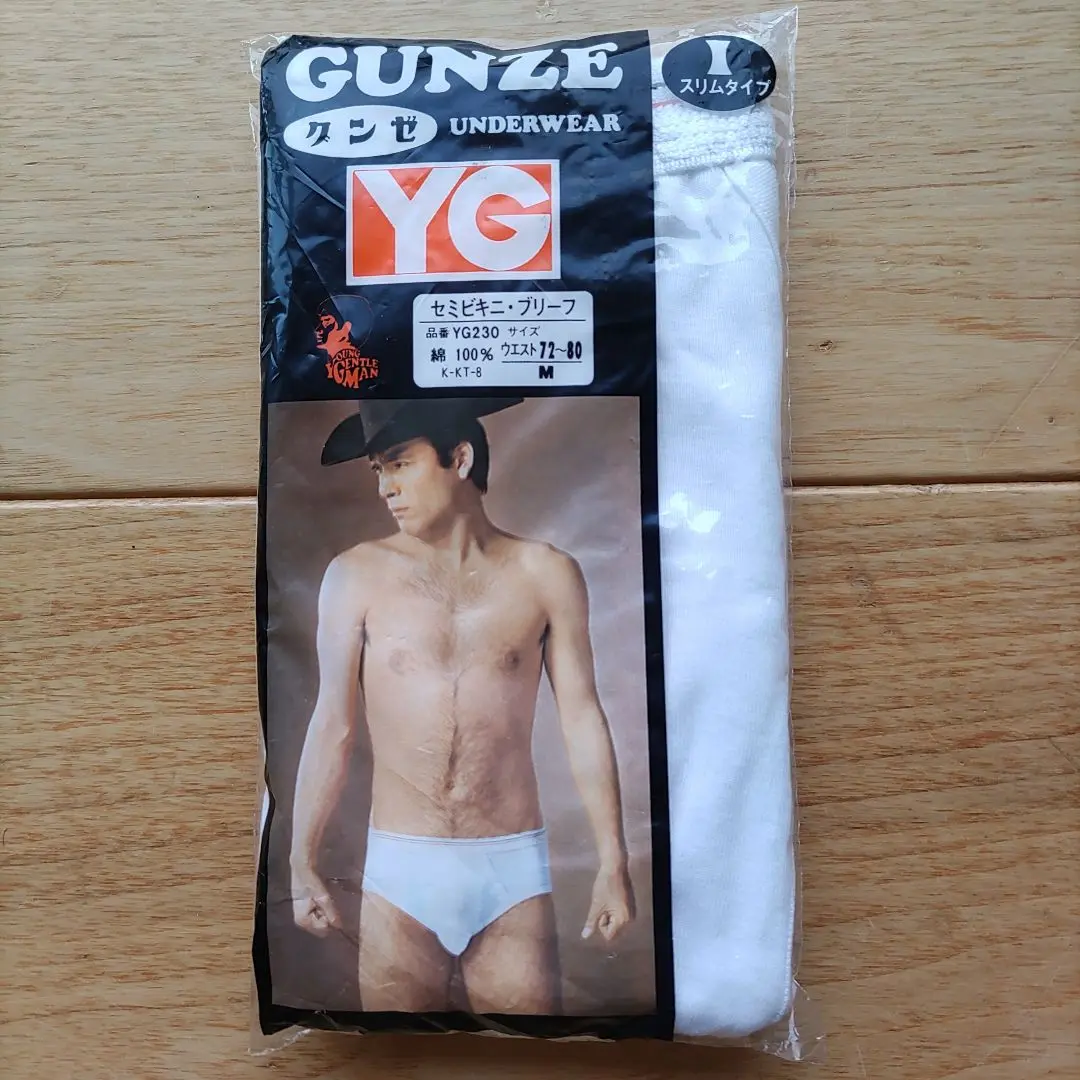 GUNZE
グンゼ UNDERWEAR
I
スリムタイプ
YG
セミビキニ・ブリーフ
品番 YG230 サイズ
綿 100% ウエスト 72~80
K-KT-8 M
YOUNG
GENTLE
MAN